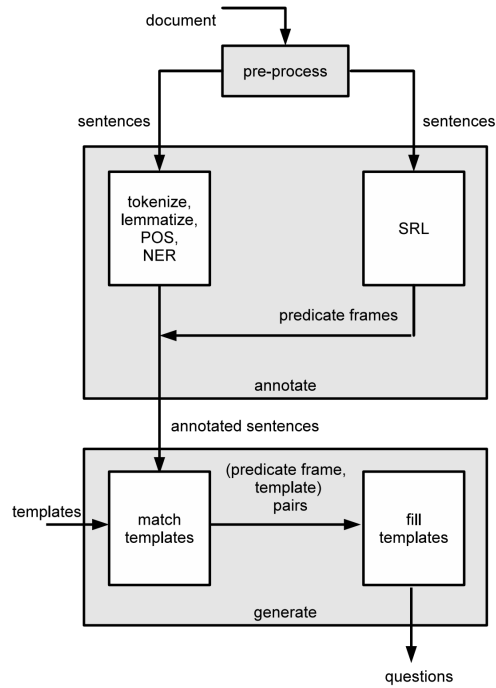 document
pre-process
sentences
sentences
tokenize,
lemmatize,
POS,
NER
SRL
predicate frames
annotate
annotated sentences
(predicate frame,
template)
pairs
templates
match
templates
fill
templates
generate
questions